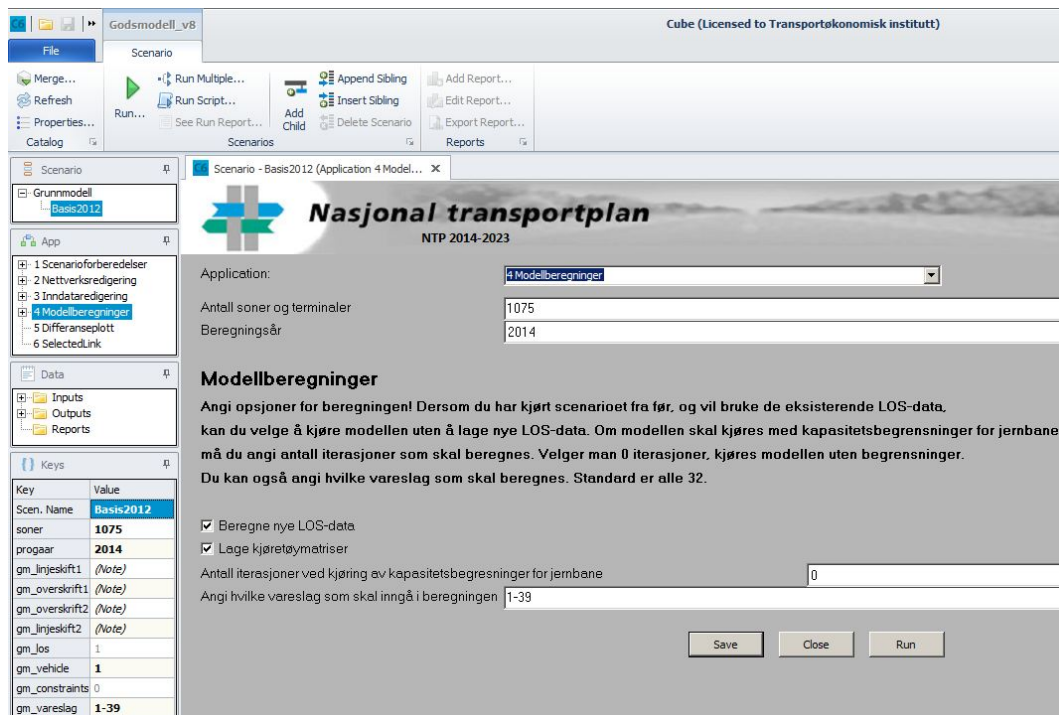 C6 Godsmodell_v8
Cube (Licensed to Transportøkonomisk institutt)
File Scenario
Merge...
Refresh
Properties...
Catalog
Run...
Run Multiple...
Run Script...
See Run Report...
Add Child
Append Sibling
Insert Sibling
Delete Scenario
Scenarios
Add Report...
Edit Report...
Export Report...
Reports
Scenario
Grunnmodell
Basis2012
App
1 Scenarioforberedelser
2 Nettverksredigering
3 Inndataredigering
4 Modellberegninger
5 Differanseplott
6 SelectedLink
Data
Inputs
Outputs
Reports
Keys
Key Value
Scen. Name Basis2012
soner 1075
progaar 2014
gm_linjeskift1 (Note)
gm_overskrift1 (Note)
gm_overskrift2 (Note)
gm_linjeskift2 (Note)
gm_los 1
gm_vehicle 1
gm_constraints 0
gm_vareslag 1-39
C6 Scenario - Basis2012 (Application 4 Model...
Nasjonal transportplan
NTP 2014-2023
Application: 4 Modellberegninger
Antall soner og terminaler 1075
Beregningsår 2014
Modellberegninger
Angi opsjoner for beregningen! Dersom du har kjørt scenarioet fra før, og vil bruke de eksisterende LOS-data,
kan du velge å kjøre modellen uten å lage nye LOS-data. Om modellen skal kjøres med kapasitetsbegrensninger for jernbane
må du angi antall iterasjoner som skal beregnes. Velger man 0 iterasjoner, kjøres modellen uten begrensninger.
Du kan også angi hvilke vareslag som skal beregnes. Standard er alle 32.
Beregne nye LOS-data
Lage kjøretøymatriser
Antall iterasjoner ved kjøring av kapasitetsbegresninger for jernbane 0
Angi hvilke vareslag som skal inngå i beregningen 1-39
Save Close Run